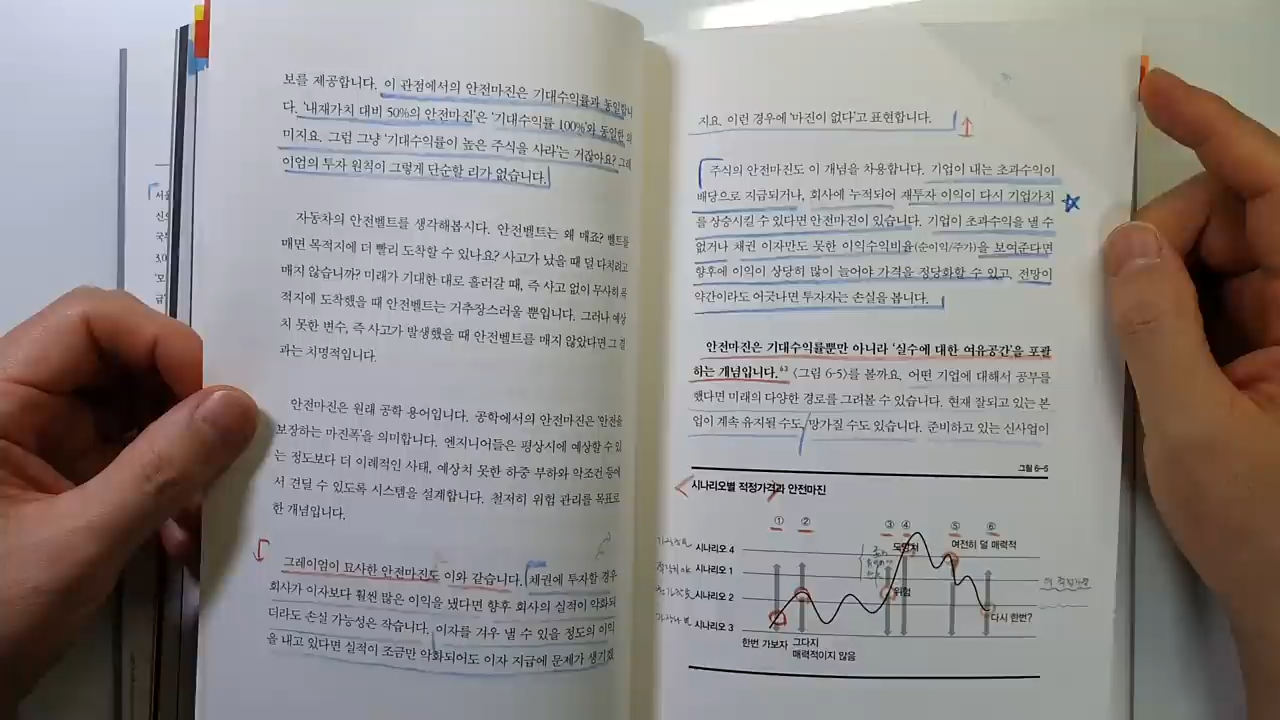 보를 제공합니다. 이 관점에서의 안전마진은 기대수익률과 동일합니
다. '내재가치 대비 50%의 안전마진'은 '기대수익률 100%'와 동일한 의
미지요. 그럼 그냥 '기대수익률이 높은 주식을 사라'는 거잖아요? 그레
이엄의 투자 원칙이 그렇게 단순할 리가 없습니다.
자동차의 안전벨트를 생각해봅시다. 안전벨트는 왜 매죠? 벨트를
매면 목적지에 더 빨리 도착할 수 있나요? 사고가 났을 때 덜 다치려고
매지 않습니까? 미래가 기대한 대로 흘러갈 때, 즉 사고 없이 무사히 목
적지에 도착했을 때 안전벨트는 거추장스러울 뿐입니다. 그러나 예상
치 못한 변수, 즉 사고가 발생했을 때 안전벨트를 매지 않았다면 그 결
과는 치명적입니다.
안전마진은 원래 공학 용어입니다. 공학에서의 안전마진은 '안전을
보장하는 마진폭'을 의미합니다. 엔지니어들은 평상시에 예상할 수 있
는 정도보다 더 이례적인 사태, 예상치 못한 하중 부하와 악조건 등에
서 견딜 수 있도록 시스템을 설계합니다. 철저히 위험 관리를 목표로
한 개념입니다.
그레이엄이 묘사한 안전마진도 이와 같습니다. 채권에 투자할 경우
회사가 이자보다 훨씬 많은 이익을 냈다면 향후 회사의 실적이 악화되
더라도 손실 가능성은 작습니다. 이자를 겨우 낼 수 있을 정도의 이익
을 내고 있다면 실적이 조금만 악화되어도 이자 지급에 문제가 생기겠
지요. 이런 경우에 '마진이 없다'고 표현합니다.
주식의 안전마진도 이 개념을 차용합니다. 기업이 내는 초과수익이
배당으로 지급되거나, 회사에 누적되어 재투자 이익이 다시 기업가치
를 상승시킬 수 있다면 안전마진이 있습니다. 기업이 초과수익을 낼 수
없거나 채권 이자만도 못한 이익수익비율(순이익/주가)을 보여준다면
향후에 이익이 상당히 많이 늘어야 가격을 정당화할 수 있고, 전망이
약간이라도 어긋나면 투자자는 손실을 봅니다.
안전마진은 기대수익률뿐만 아니라 '실수에 대한 여유공간'을 포괄
하는 개념입니다.⁶³ 〈그림 6-5〉를 볼까요. 어떤 기업에 대해서 공부를
했다면 미래의 다양한 경로를 그려볼 수 있습니다. 현재 잘되고 있는 본
업이 계속 유지될 수도, 망가질 수도 있습니다. 준비하고 있는 신사업이
그림 6-5
시나리오별 적정가격과 안전마진
① ② ③ ④ ⑤ ⑥
시나리오 4 도망쳐 여전히 덜 매력적
시나리오 1
시나리오 2 위험
시나리오 3 다시 한번?
한번 가보자 그다지
매력적이지 않음